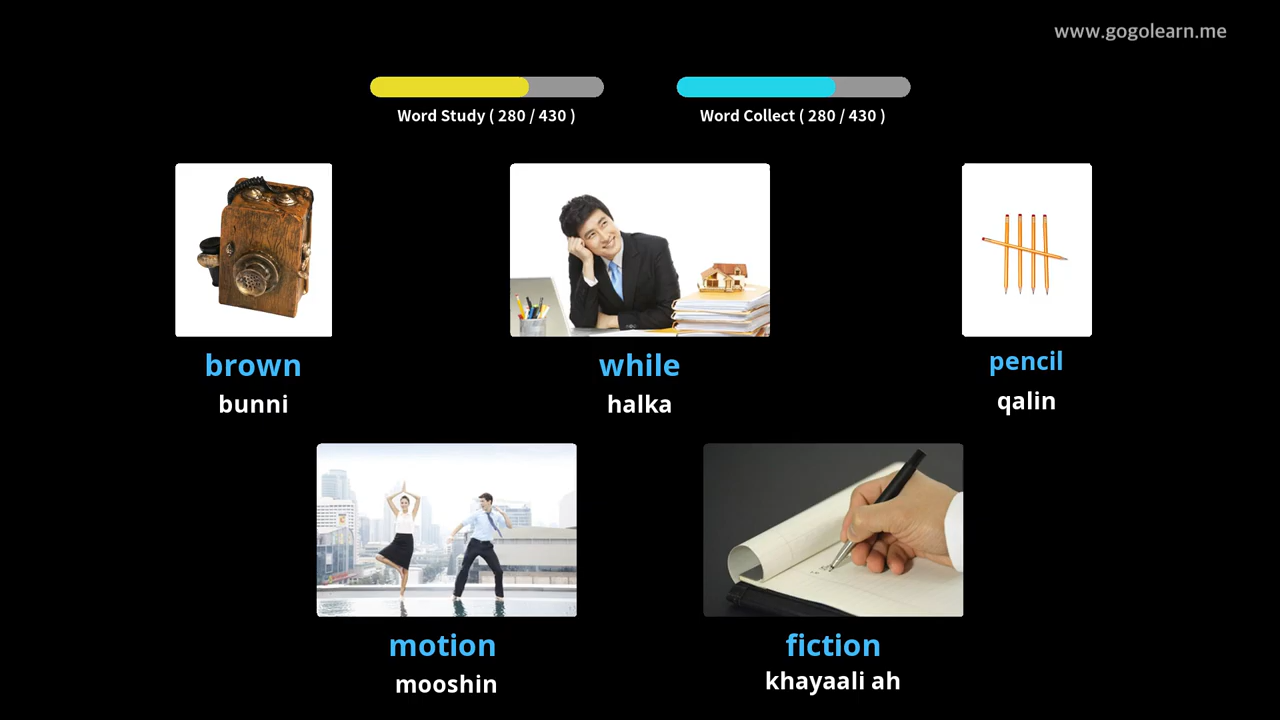 www.gogolearn.me
Word Study ( 280 / 430 )
Word Collect ( 280 / 430 )
brown
bunni
while
halka
pencil
qalin
motion
mooshin
fiction
khayaali ah